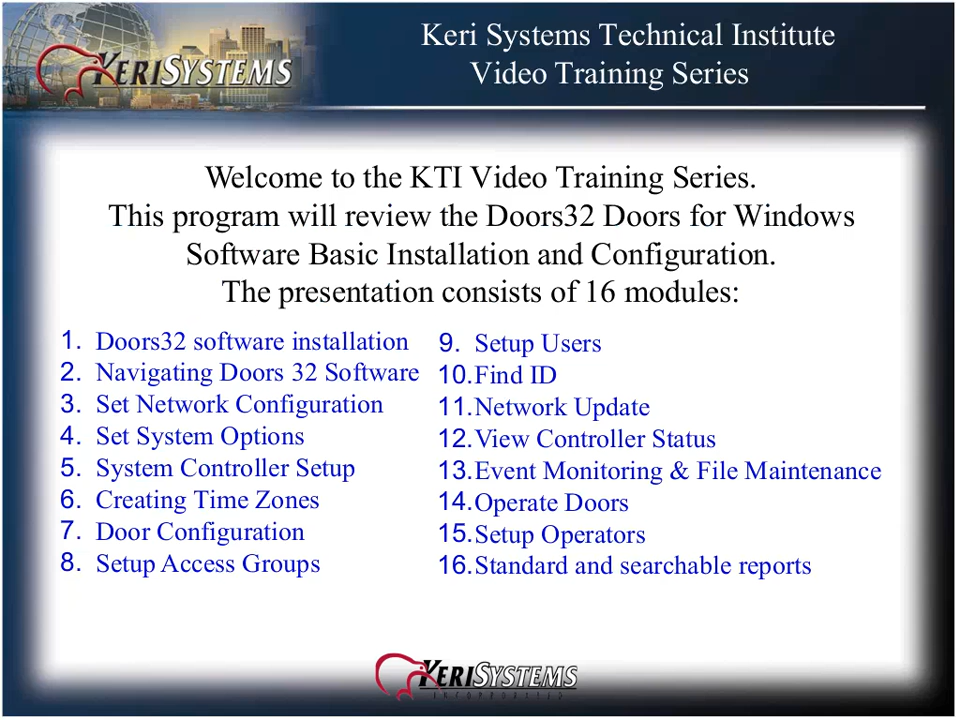 KERISYSTEMS
Keri Systems Technical Institute
Video Training Series
Welcome to the KTI Video Training Series.
This program will review the Doors32 Doors for Windows
Software Basic Installation and Configuration.
The presentation consists of 16 modules:
1. Doors32 software installation
2. Navigating Doors 32 Software
3. Set Network Configuration
4. Set System Options
5. System Controller Setup
6. Creating Time Zones
7. Door Configuration
8. Setup Access Groups
9. Setup Users
10. Find ID
11. Network Update
12. View Controller Status
13. Event Monitoring & File Maintenance
14. Operate Doors
15. Setup Operators
16. Standard and searchable reports
KERISYSTEMS
INCORPORATED